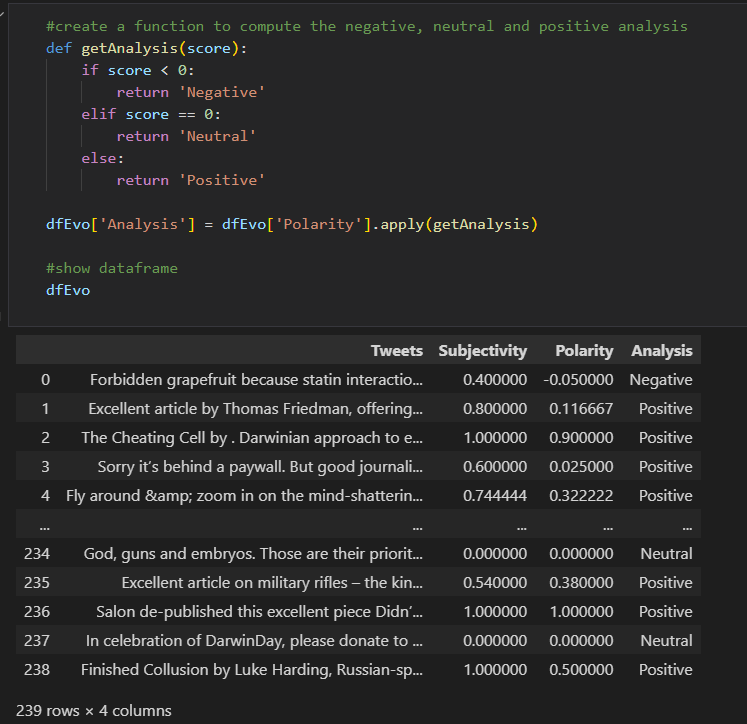 #create a function to compute the negative, neutral and positive analysis
def getAnalysis(score):
    if score < 0:
        return 'Negative'
    elif score == 0:
        return 'Neutral'
    else:
        return 'Positive'
dfEvo['Analysis'] = dfEvo['Polarity'].apply(getAnalysis)
#show dataframe
dfEvo
Tweets Subjectivity Polarity Analysis
0 Forbidden grapefruit because statin interactio... 0.400000 -0.050000 Negative
1 Excellent article by Thomas Friedman, offering... 0.800000 0.116667 Positive
2 The Cheating Cell by . Darwinian approach to e... 1.000000 0.900000 Positive
3 Sorry it’s behind a paywall. But good journali... 0.600000 0.025000 Positive
4 Fly around &amp; zoom in on the mind-shatterin... 0.744444 0.322222 Positive
... ... ... ... ...
234 God, guns and embryos. Those are their priorit... 0.000000 0.000000 Neutral
235 Excellent article on military rifles – the kin... 0.540000 0.380000 Positive
236 Salon de-published this excellent piece Didn’... 1.000000 1.000000 Positive
237 In celebration of DarwinDay, please donate to ... 0.000000 0.000000 Neutral
238 Finished Collusion by Luke Harding, Russian-sp... 1.000000 0.500000 Positive
239 rows × 4 columns